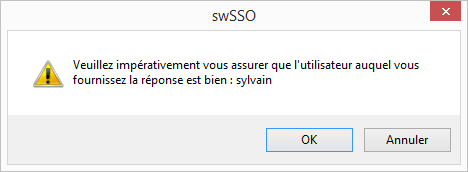 swSSO
Veuillez impérativement vous assurer que l'utilisateur auquel vous
fournissez la réponse est bien : sylvain
OK
Annuler